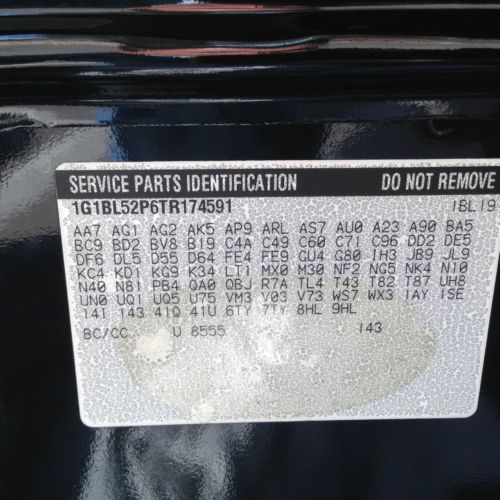 SERVICE PARTS IDENTIFICATION DO NOT REMOVE
1G1BL52P6TR174591 1BL19
AA7 AG1 AG2 AK5 AP9 ARL AS7 AU0 A23 A90 BA5
BC9 BD2 BV8 B19 C4A C49 C60 C71 C96 DD2 DE5
DF6 DL5 D55 D64 FE4 FE9 GU4 G80 IH3 JB9 JL9
KC4 KD1 KG9 K34 LT1 MX0 M30 NF2 NG5 NK4 N10
N40 N81 PB4 QA0 QBJ R7A TL4 T43 T82 T87 UH8
UN0 UQ1 UQ5 U75 VM3 V03 V73 WS7 WX3 1AY 1SE
14I 143 41Q 41U 6TY 7TY 8HL 9HL
BC/CC U 8555 143